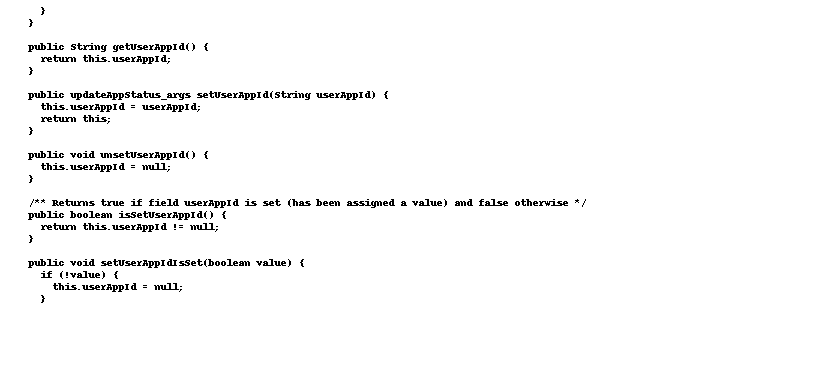 }
}
public String getUserAppId() {
return this.userAppId;
}
public updateAppStatus_args setUserAppId(String userAppId) {
this.userAppId = userAppId;
return this;
}
public void unsetUserAppId() {
this.userAppId = null;
}
/** Returns true if field userAppId is set (has been assigned a value) and false otherwise */
public boolean isSetUserAppId() {
return this.userAppId != null;
}
public void setUserAppIdIsSet(boolean value) {
if (!value) {
this.userAppId = null;
}